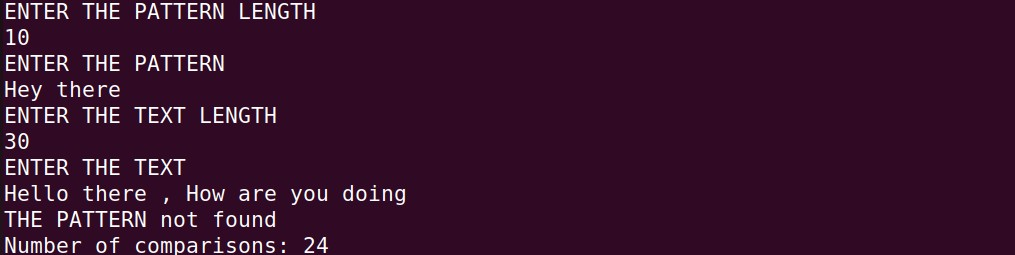 ENTER THE PATTERN LENGTH
10
ENTER THE PATTERN
Hey there
ENTER THE TEXT LENGTH
30
ENTER THE TEXT
Hello there , How are you doing
THE PATTERN not found
Number of comparisons: 24